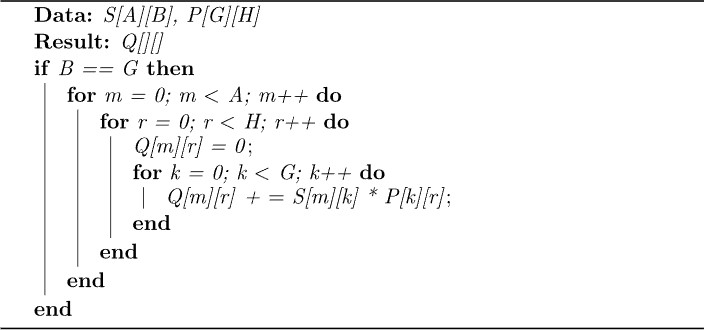 Data: S[A][B], P[G][H]
Result: Q[][]
if B == G then
for m = 0; m < A; m++ do
for r = 0; r < H; r++ do
Q[m][r] = 0;
for k = 0; k < G; k++ do
Q[m][r] + = S[m][k] * P[k][r];
end
end
end
end